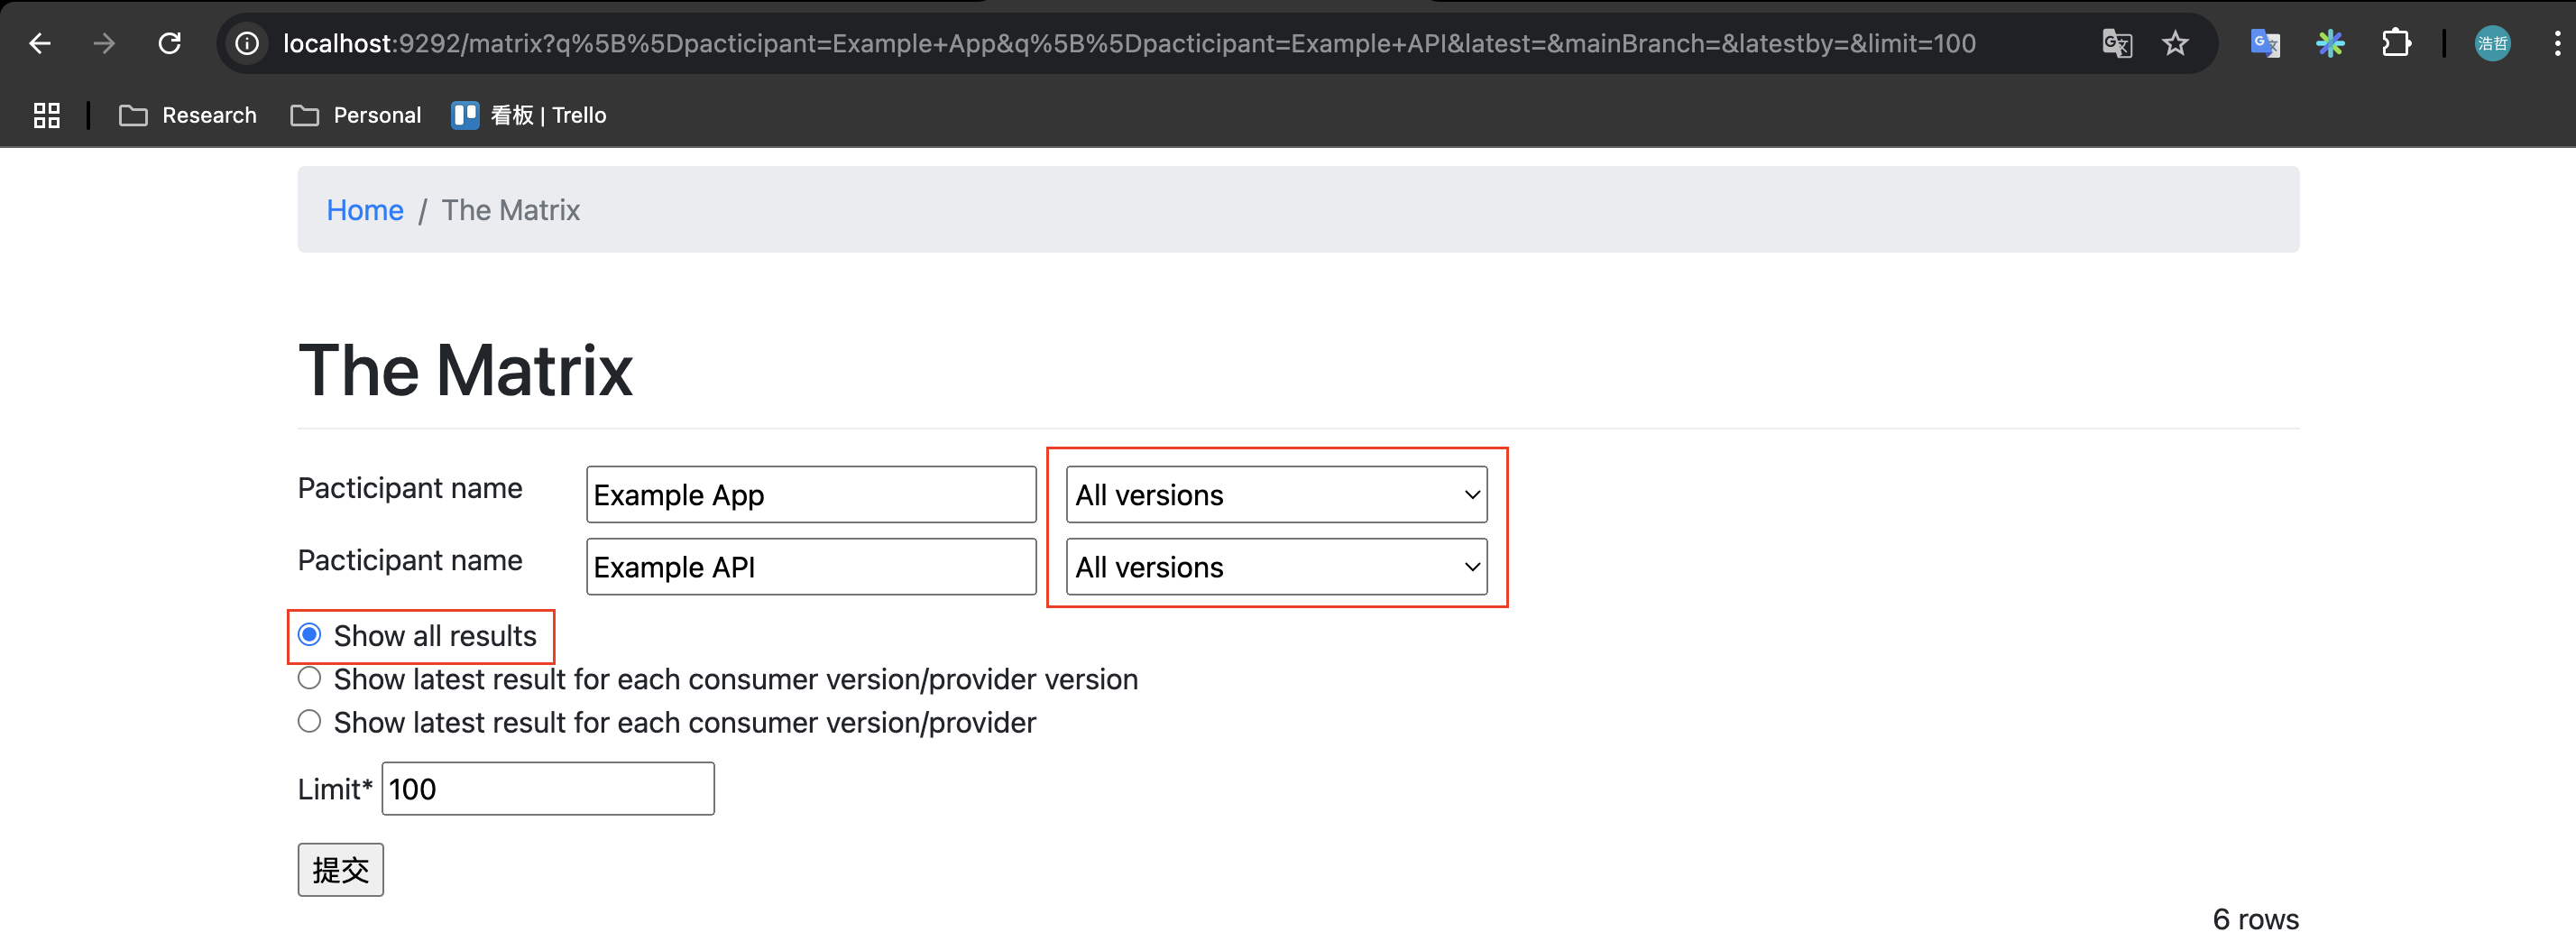 localhost:9292/matrix?q%5B%5Dpacticipant=Example+App&q%5B%5Dpacticipant=Example+API&latest=&mainBranch=&latestby=&limit=100
浩哲
Research Personal 看板 | Trello
Home / The Matrix
The Matrix
Pacticipant name Example App All versions
Pacticipant name Example API All versions
Show all results
Show latest result for each consumer version/provider version
Show latest result for each consumer version/provider
Limit* 100
提交
6 rows